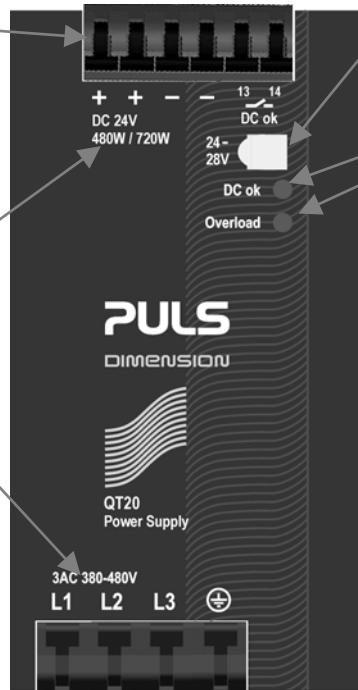 + + − − 13 14
DC ok
DC 24V
480W / 720W
24–
28V
DC ok
Overload
PULS
DIMENSION
QT20
Power Supply
3AC 380-480V
L1 L2 L3